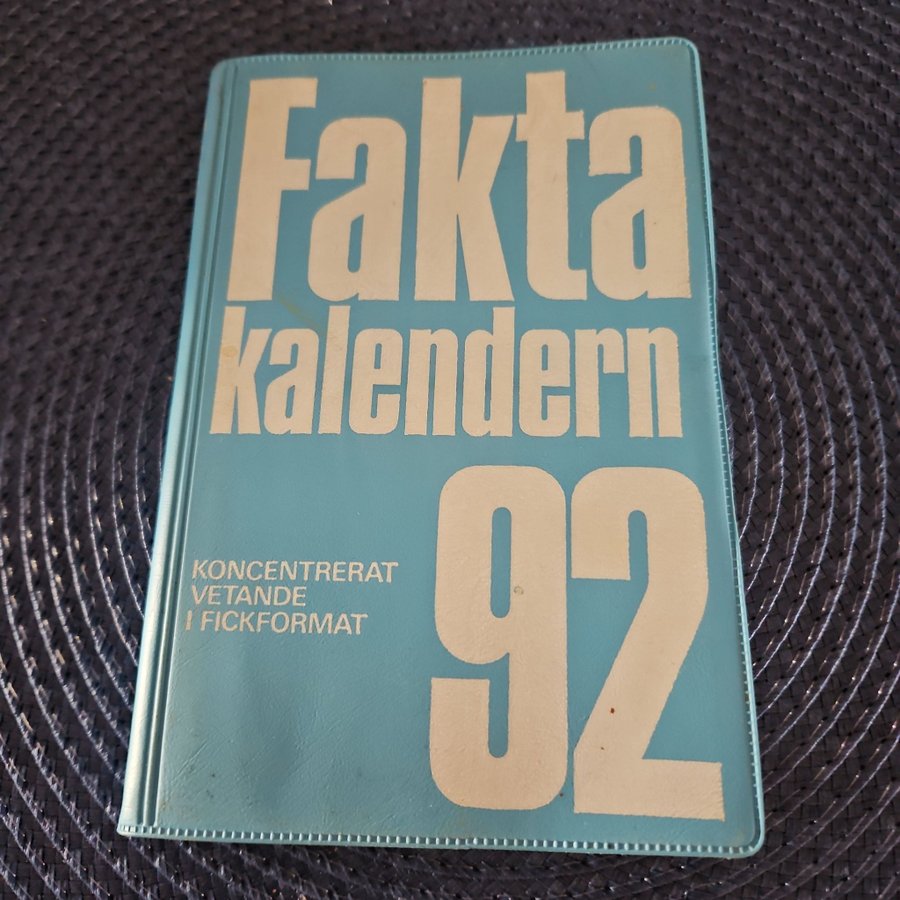 Fakta
kalendern
92
KONCENTRERAT
VETANDE
I FICKFORMAT